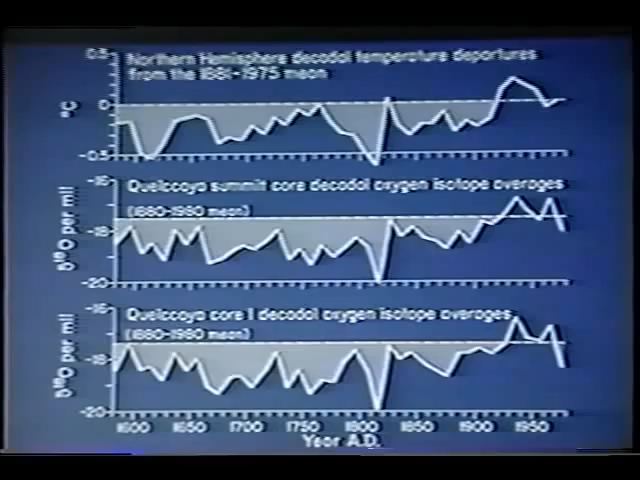 0.5
Northern Hemisphere decadal temperature departures
from the 1881-1975 mean
°C
0
-0.5
-16
Quelccaya summit core decadal oxygen isotope averages
(1880-1980 mean)
δ18O per mil
-18
-20
-16
Quelccaya core 1 decadal oxygen isotope averages
(1880-1980 mean)
δ18O per mil
-18
-20
1600 1650 1700 1750 1800 1850 1900 1950
Year A.D.